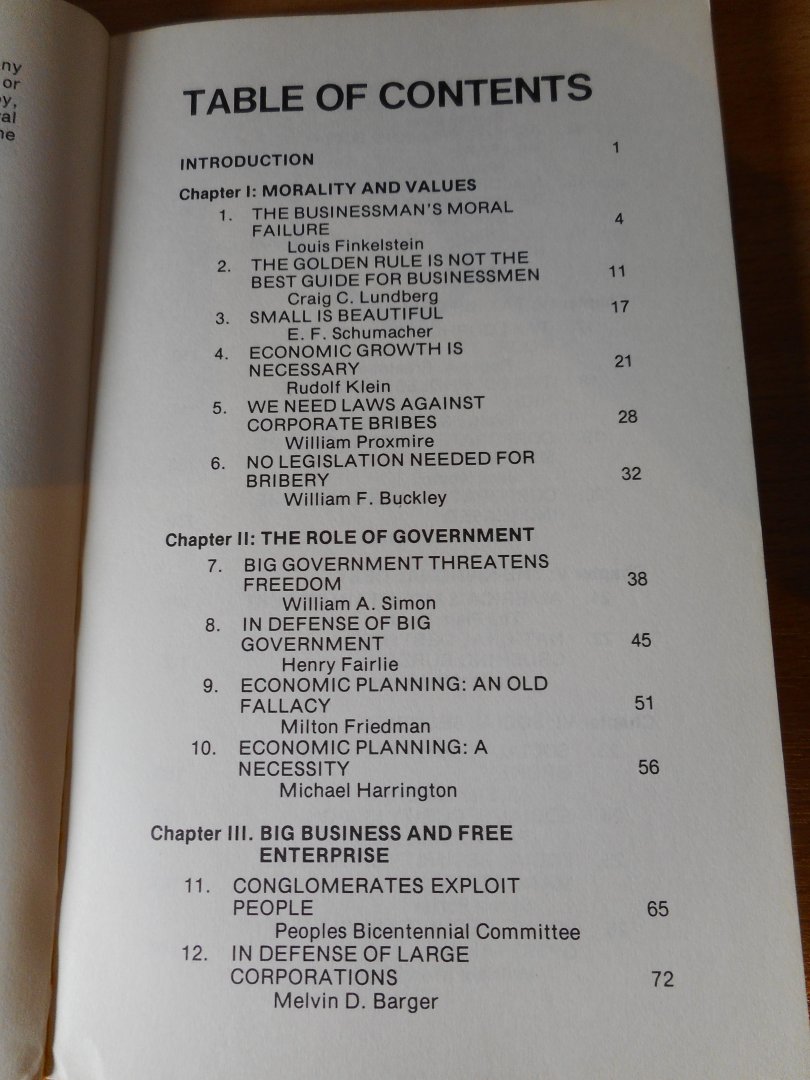 ny
or
y,
al
ne
TABLE OF CONTENTS
INTRODUCTION 1
Chapter I: MORALITY AND VALUES
1. THE BUSINESSMAN'S MORAL
FAILURE 4
Louis Finkelstein
2. THE GOLDEN RULE IS NOT THE
BEST GUIDE FOR BUSINESSMEN 11
Craig C. Lundberg
3. SMALL IS BEAUTIFUL 17
E. F. Schumacher
4. ECONOMIC GROWTH IS
NECESSARY 21
Rudolf Klein
5. WE NEED LAWS AGAINST
CORPORATE BRIBES 28
William Proxmire
6. NO LEGISLATION NEEDED FOR
BRIBERY 32
William F. Buckley
Chapter II: THE ROLE OF GOVERNMENT
7. BIG GOVERNMENT THREATENS
FREEDOM 38
William A. Simon
8. IN DEFENSE OF BIG
GOVERNMENT 45
Henry Fairlie
9. ECONOMIC PLANNING: AN OLD
FALLACY 51
Milton Friedman
10. ECONOMIC PLANNING: A
NECESSITY 56
Michael Harrington
Chapter III. BIG BUSINESS AND FREE
ENTERPRISE
11. CONGLOMERATES EXPLOIT
PEOPLE 65
Peoples Bicentennial Committee
12. IN DEFENSE OF LARGE
CORPORATIONS 72
Melvin D. Barger